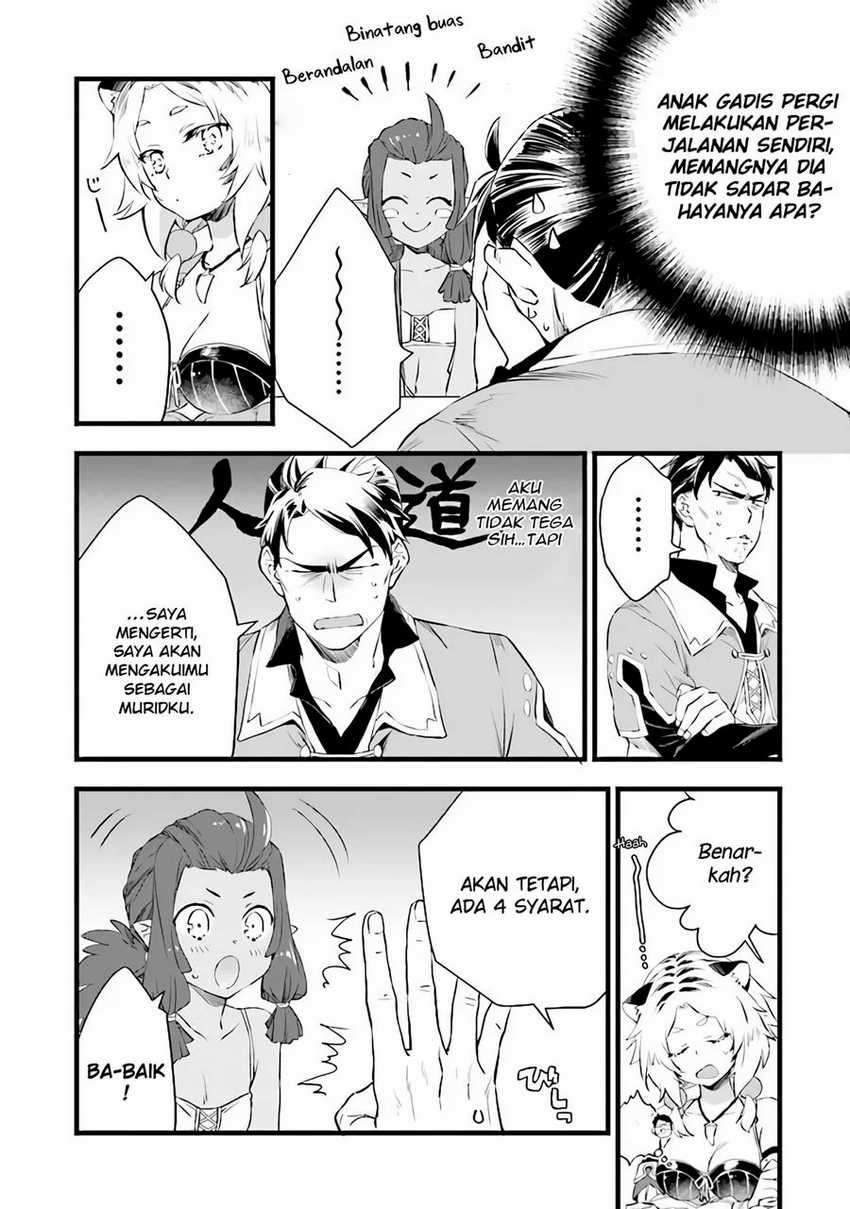 ANAK GADIS PERGI
MELAKUKAN PER-
JALANAN SENDIRI,
MEMANGNYA DIA
TIDAK SADAR BA-
HAYANYA APA?
Binatang buas
Bandit
Berandalan
じー
AKU
MEMANG
TIDAK TEGA
SIH...TAPI
人道
...SAYA
MENGERTI,
SAYA AKAN
MENGAKUIMU
SEBAGAI
MURIDKU.
Benar-
kah?
Haah
AKAN TETAPI,
ADA 4 SYARAT.
BA-BAIK
!